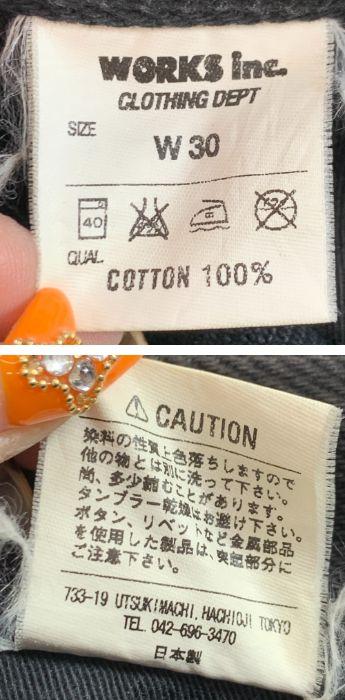 WORKS inc.
CLOTHING DEPT
SIZE
W 30
40
QUAL.
COTTON 100%
⚠ CAUTION
染料の性質上色落ちしますので
他の物とは別に洗って下さい。
尚、多少縮むことがあります。
タンブラー乾燥はお避け下さい。
ボタン、リベットなど金属部品
を使用した製品は、突起部分に
ご注意下さい。
733-19 UTSUKIMACHI, HACHIOJI TOKYO
TEL. 042-696-3470
日本製